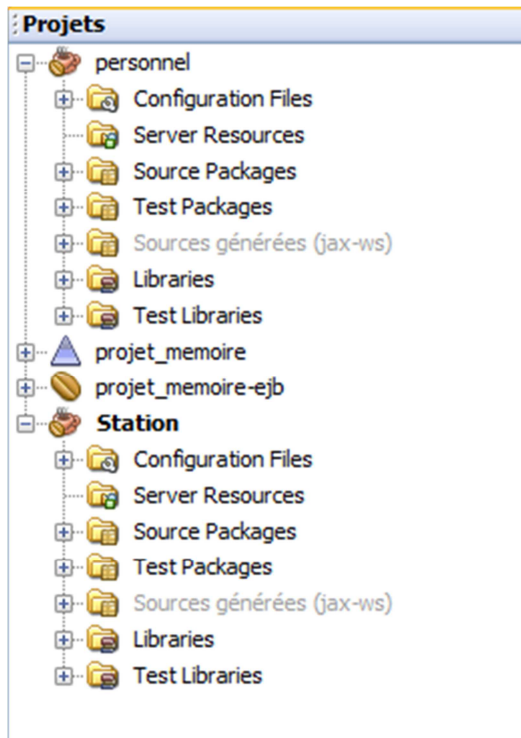 Projets
personnel
Configuration Files
Server Resources
Source Packages
Test Packages
Sources générées (jax-ws)
Libraries
Test Libraries
projet_memoire
projet_memoire-ejb
Station
Configuration Files
Server Resources
Source Packages
Test Packages
Sources générées (jax-ws)
Libraries
Test Libraries